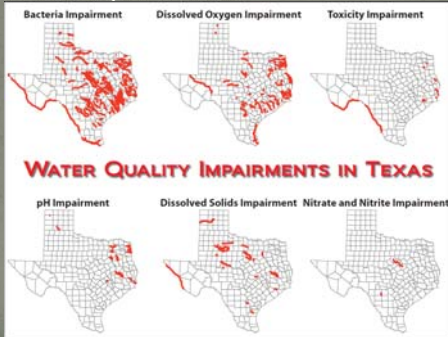 Bacteria Impairment
Dissolved Oxygen Impairment
Toxicity Impairment
WATER QUALITY IMPAIRMENTS IN TEXAS
pH Impairment
Dissolved Solids Impairment
Nitrate and Nitrite Impairment